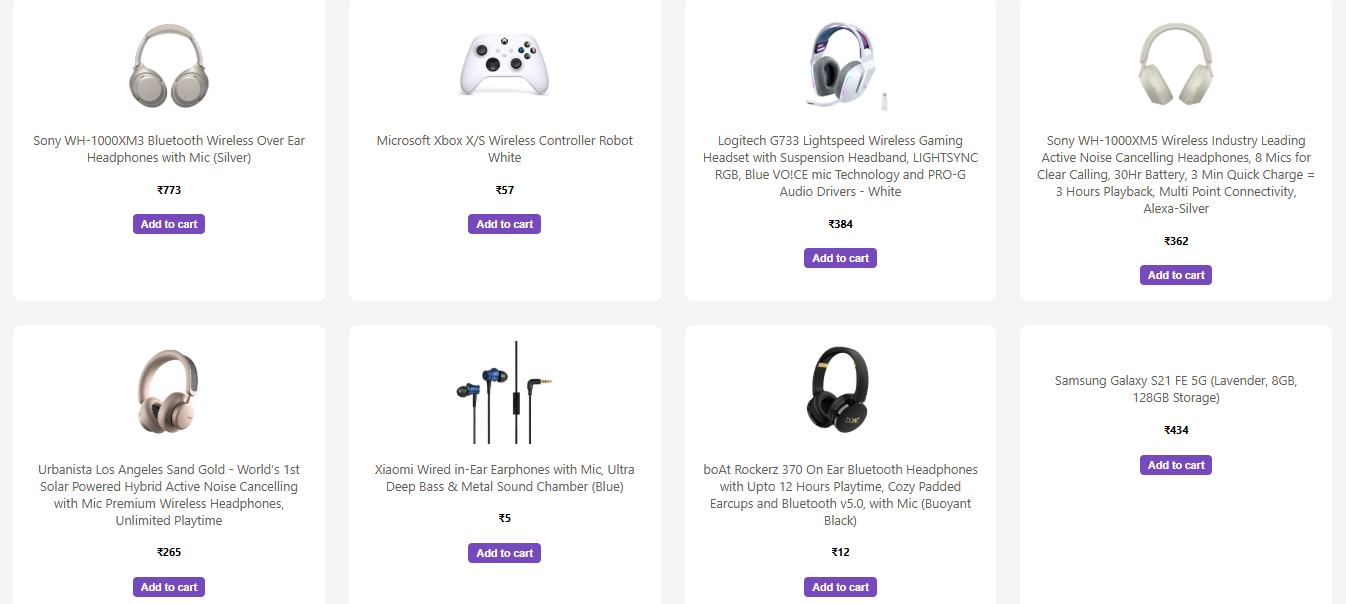 Sony WH-1000XM3 Bluetooth Wireless Over Ear
Headphones with Mic (Silver)
₹773
Add to cart
Microsoft Xbox X/S Wireless Controller Robot
White
₹57
Add to cart
Logitech G733 Lightspeed Wireless Gaming
Headset with Suspension Headband, LIGHTSYNC
RGB, Blue VO!CE mic Technology and PRO-G
Audio Drivers - White
₹384
Add to cart
Sony WH-1000XM5 Wireless Industry Leading
Active Noise Cancelling Headphones, 8 Mics for
Clear Calling, 30Hr Battery, 3 Min Quick Charge =
3 Hours Playback, Multi Point Connectivity,
Alexa-Silver
₹362
Add to cart
Urbanista Los Angeles Sand Gold - World's 1st
Solar Powered Hybrid Active Noise Cancelling
with Mic Premium Wireless Headphones,
Unlimited Playtime
₹265
Add to cart
Xiaomi Wired in-Ear Earphones with Mic, Ultra
Deep Bass & Metal Sound Chamber (Blue)
₹5
Add to cart
boAt
boAt Rockerz 370 On Ear Bluetooth Headphones
with Upto 12 Hours Playtime, Cozy Padded
Earcups and Bluetooth v5.0, with Mic (Buoyant
Black)
₹12
Add to cart
Samsung Galaxy S21 FE 5G (Lavender, 8GB,
128GB Storage)
₹434
Add to cart